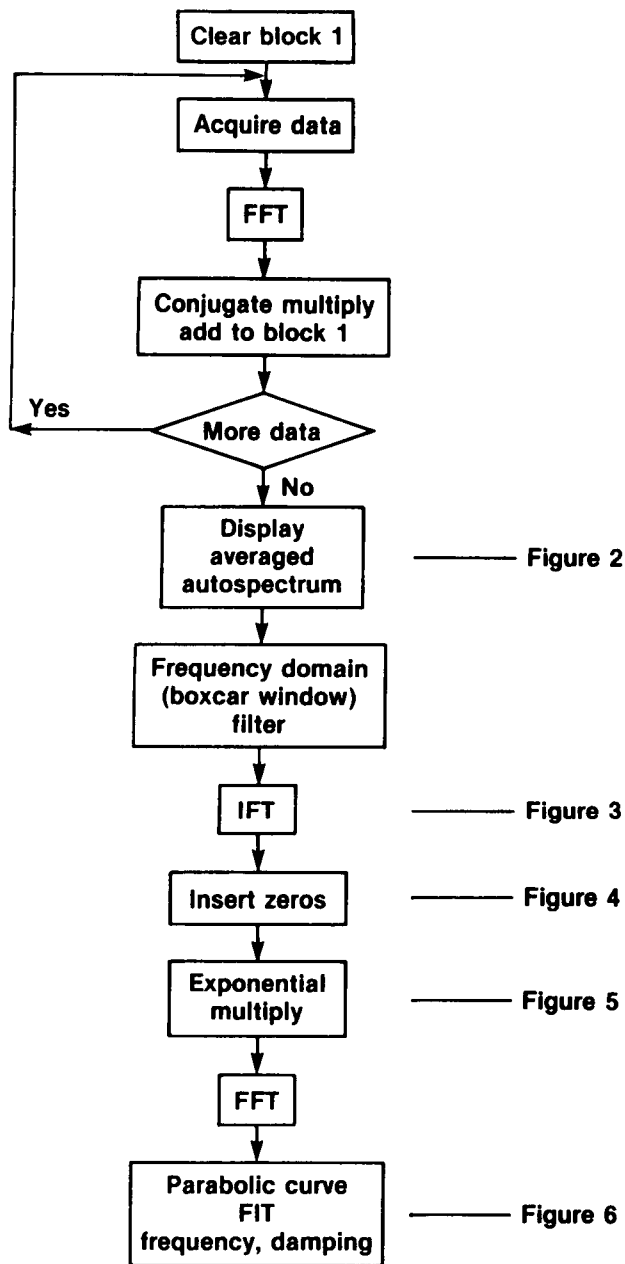 Clear block 1
Acquire data
FFT
Conjugate multiply
add to block 1
Yes
More data
No
Display
averaged
autospectrum
Figure 2
Frequency domain
(boxcar window)
filter
IFT
Figure 3
Insert zeros
Figure 4
Exponential
multiply
Figure 5
FFT
Parabolic curve
FIT
frequency, damping
Figure 6